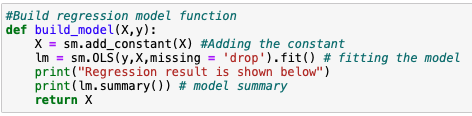 #Build regression model function
def build_model(X,y):
    X = sm.add_constant(X) #Adding the constant
    lm = sm.OLS(y,X,missing = 'drop').fit() # fitting the model
    print("Regression result is shown below")
    print(lm.summary()) # model summary
    return X